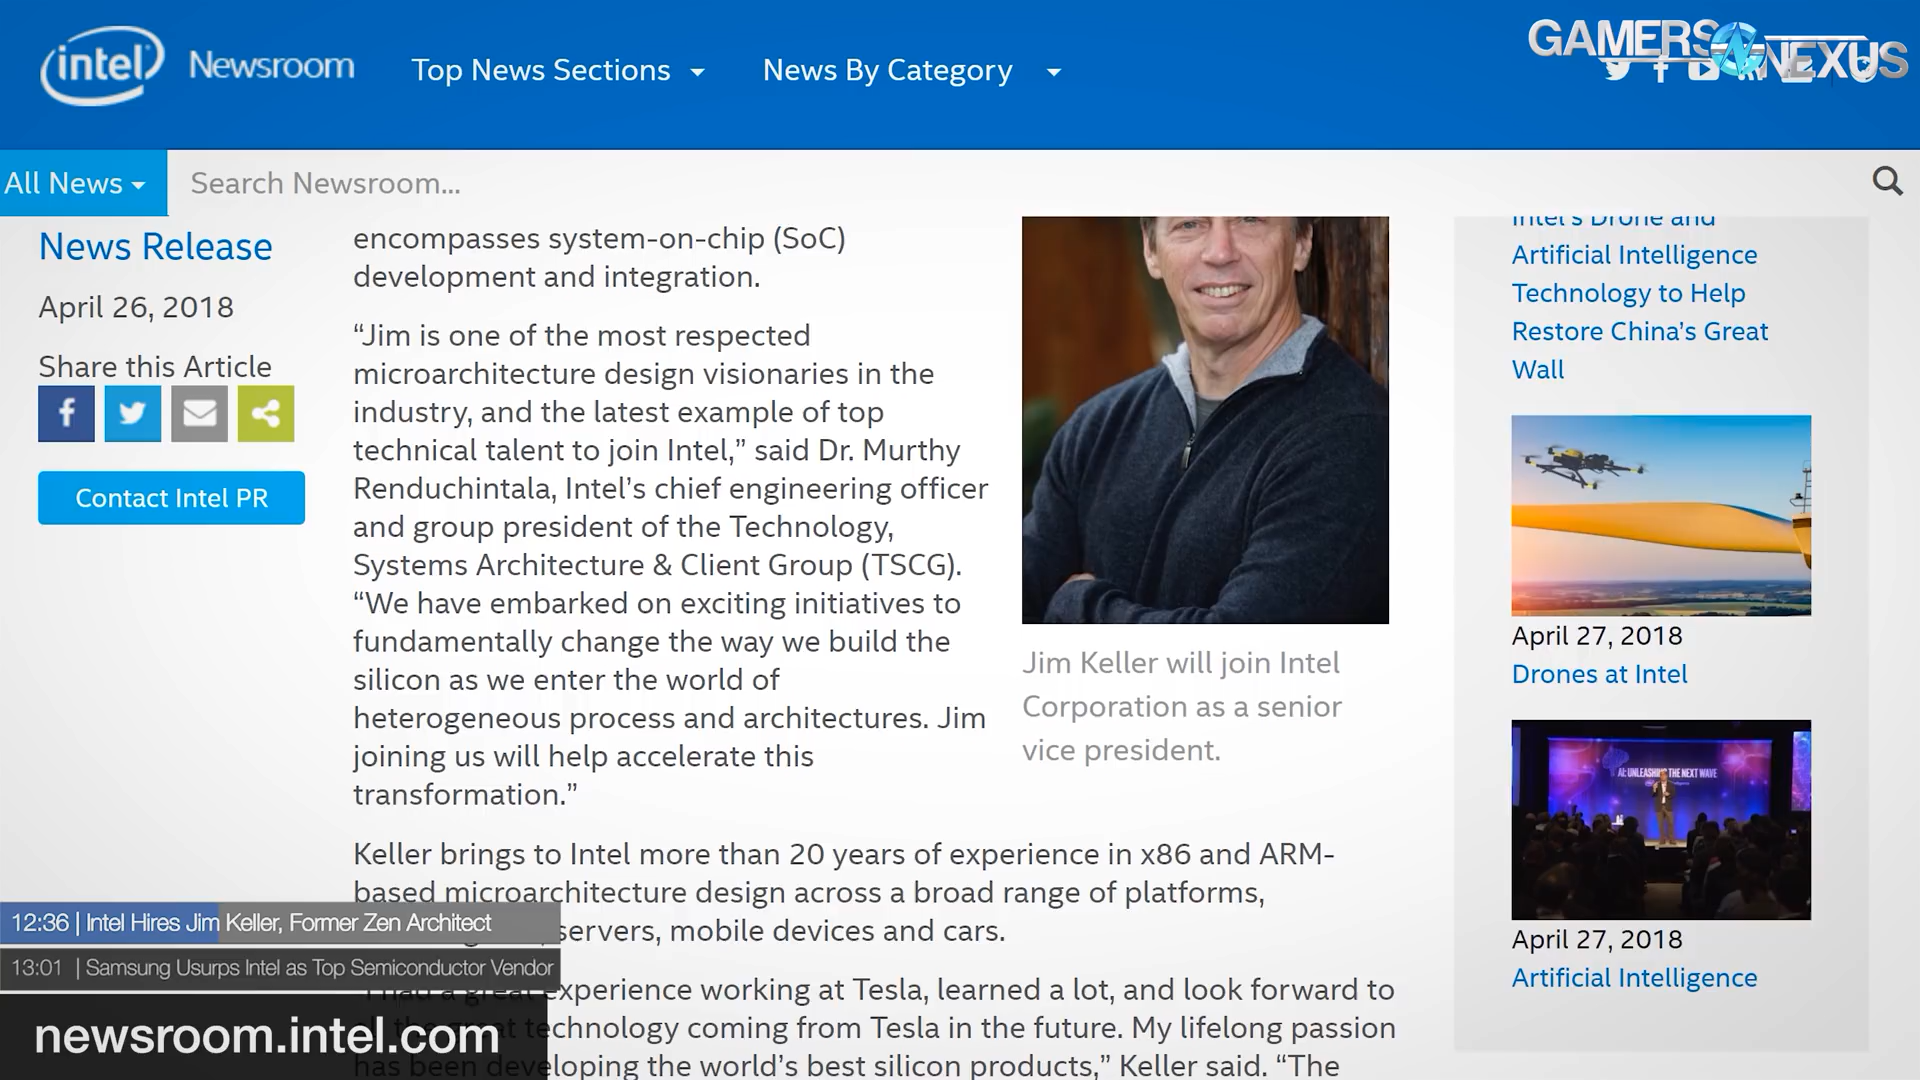 intel Newsroom
Top News Sections
News By Category
GAMERS NEXUS
All News
Search Newsroom...
News Release
April 26, 2018
Share this Article
Contact Intel PR
encompasses system-on-chip (SoC)
development and integration.
“Jim is one of the most respected
microarchitecture design visionaries in the
industry, and the latest example of top
technical talent to join Intel,” said Dr. Murthy
Renduchintala, Intel’s chief engineering officer
and group president of the Technology,
Systems Architecture & Client Group (TSCG).
“We have embarked on exciting initiatives to
fundamentally change the way we build the
silicon as we enter the world of
heterogeneous process and architectures. Jim
joining us will help accelerate this
transformation.”
Jim Keller will join Intel
Corporation as a senior
vice president.
Keller brings to Intel more than 20 years of experience in x86 and ARM-
based microarchitecture design across a broad range of platforms,
servers, mobile devices and cars.
had a great experience working at Tesla, learned a lot, and look forward to
great technology coming from Tesla in the future. My lifelong passion
has been developing the world’s best silicon products,” Keller said. “The
Intel’s Drone and
Artificial Intelligence
Technology to Help
Restore China’s Great
Wall
April 27, 2018
Drones at Intel
AI: UNLEASHING THE NEXT WAVE
April 27, 2018
Artificial Intelligence
12:36 | Intel Hires Jim Keller, Former Zen Architect
13:01 | Samsung Usurps Intel as Top Semiconductor Vendor
newsroom.intel.com